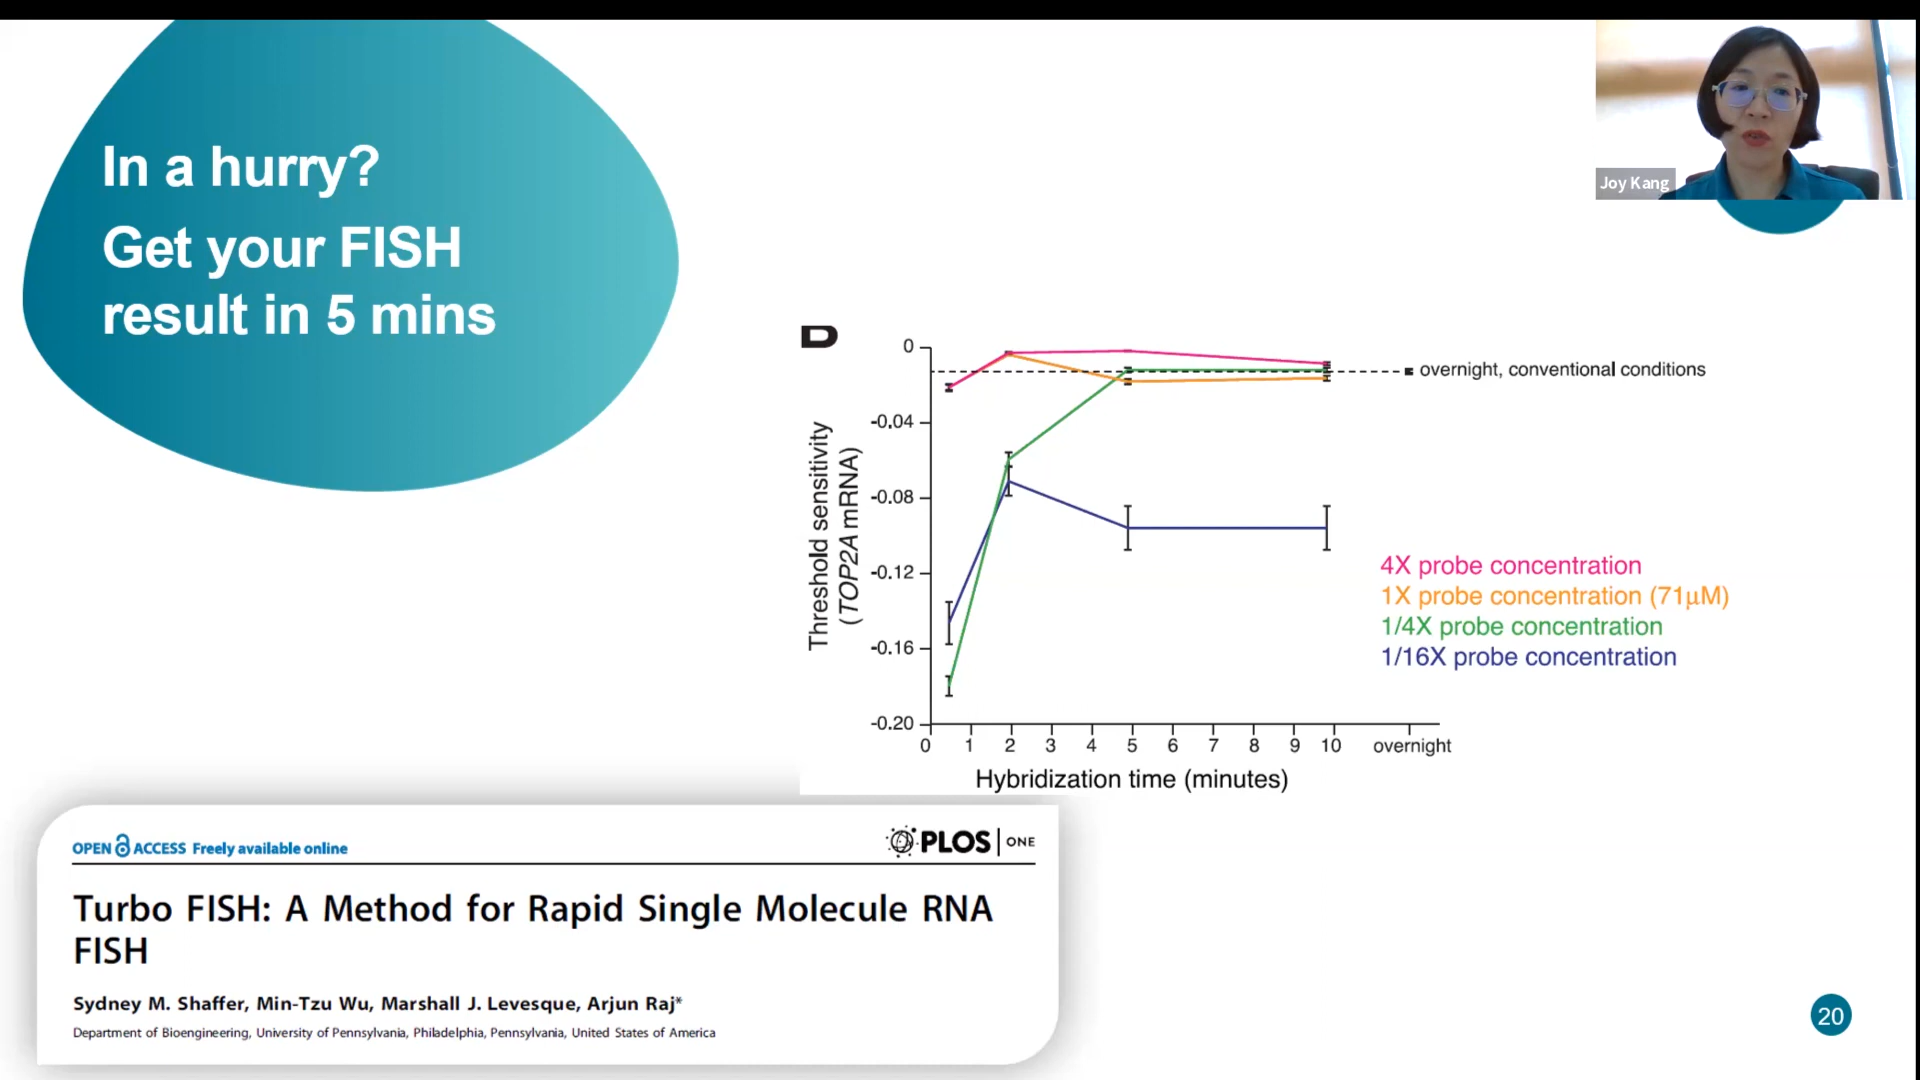 In a hurry?
Get your FISH
result in 5 mins
Joy Kang
0
-0.04
-0.08
-0.12
-0.16
-0.20
Threshold sensitivity
(TOP2A mRNA)
overnight, conventional conditions
4X probe concentration
1X probe concentration (71μM)
1/4X probe concentration
1/16X probe concentration
0 1 2 3 4 5 6 7 8 9 10 overnight
Hybridization time (minutes)
OPEN ACCESS Freely available online
PLOS ONE
Turbo FISH: A Method for Rapid Single Molecule RNA
FISH
Sydney M. Shaffer, Min-Tzu Wu, Marshall J. Levesque, Arjun Raj*
Department of Bioengineering, University of Pennsylvania, Philadelphia, Pennsylvania, United States of America
20